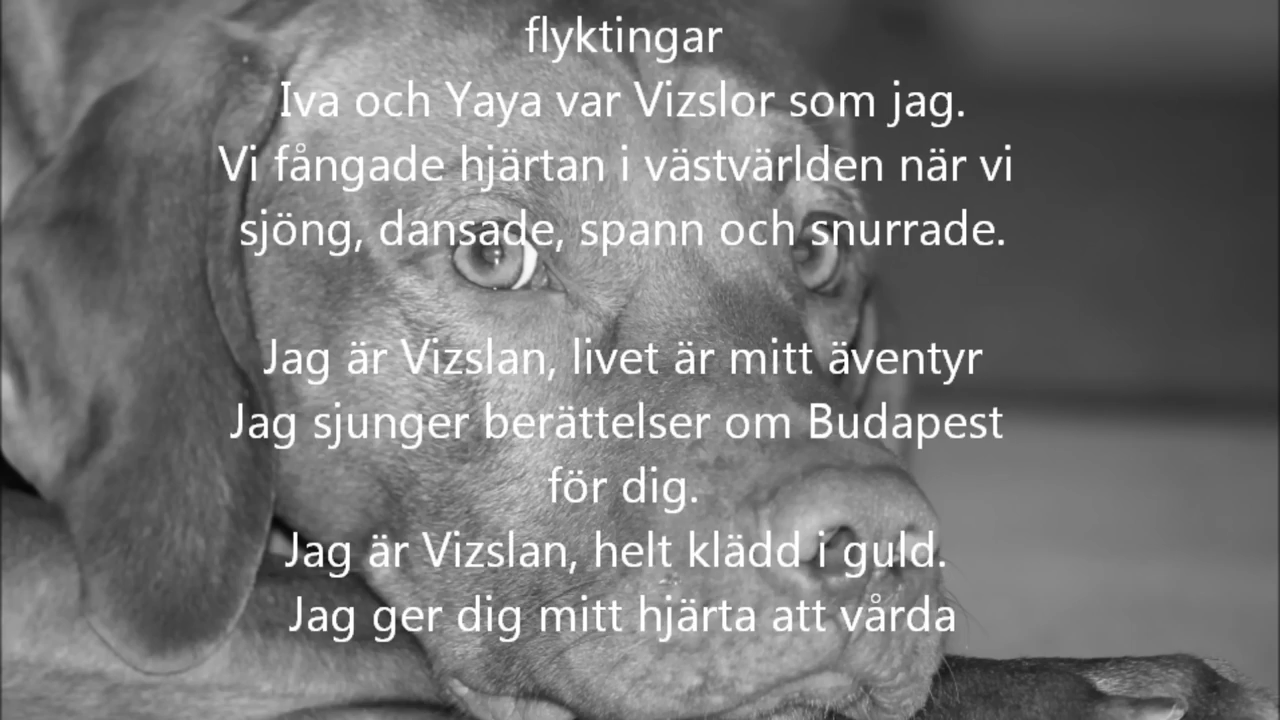 flyktingar
Iva och Yaya var Vizslor som jag.
Vi fångade hjärtan i västvärlden när vi
sjöng, dansade, spann och snurrade.
Jag är Vizslan, livet är mitt äventyr
Jag sjunger berättelser om Budapest
för dig.
Jag är Vizslan, helt klädd i guld.
Jag ger dig mitt hjärta att vårda